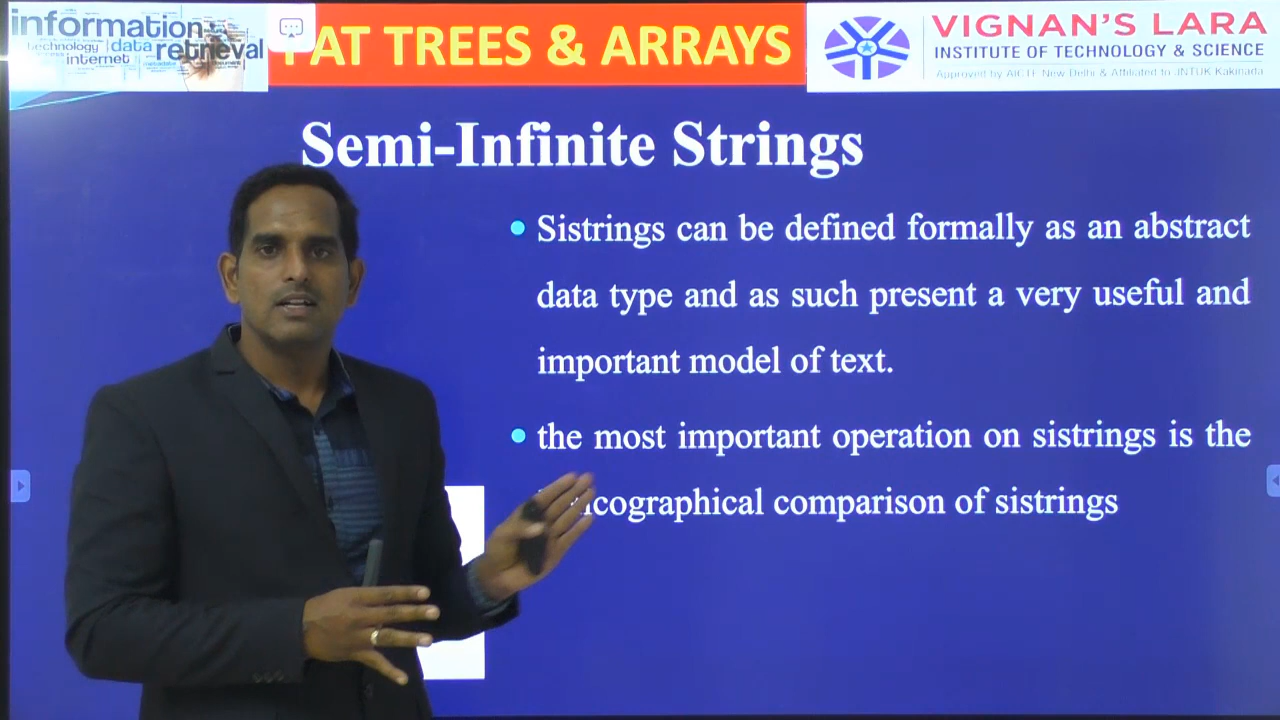 information
technology data retrieval
internet
PAT TREES & ARRAYS
VIGNAN'S LARA
INSTITUTE OF TECHNOLOGY & SCIENCE
Approved by AICTE New Delhi & Affiliated to JNTUK Kakinada
Semi-Infinite Strings
• Sistrings can be defined formally as an abstract
data type and as such present a very useful and
important model of text.
• the most important operation on sistrings is the
icographical comparison of sistrings